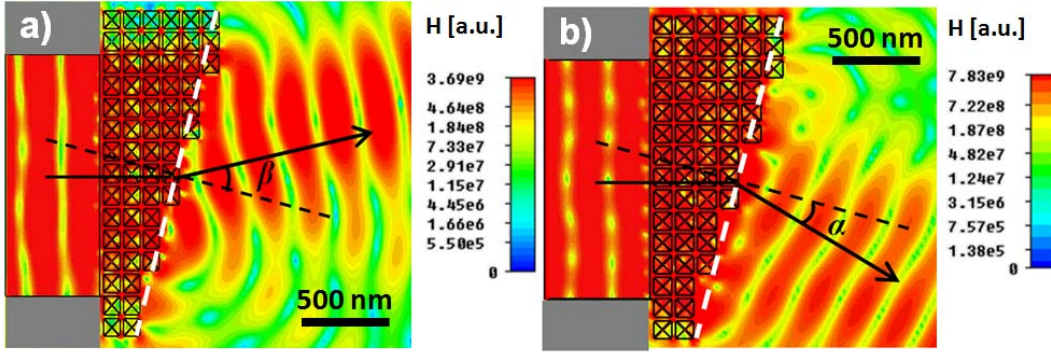 a)
β
500 nm
H [a.u.]
3.69e9
4.64e8
1.84e8
7.33e7
2.91e7
1.15e7
4.45e6
1.66e6
5.50e5
0
b)
500 nm
α
H [a.u.]
7.83e9
7.22e8
1.87e8
4.82e7
1.24e7
3.15e6
7.57e5
1.38e5
0